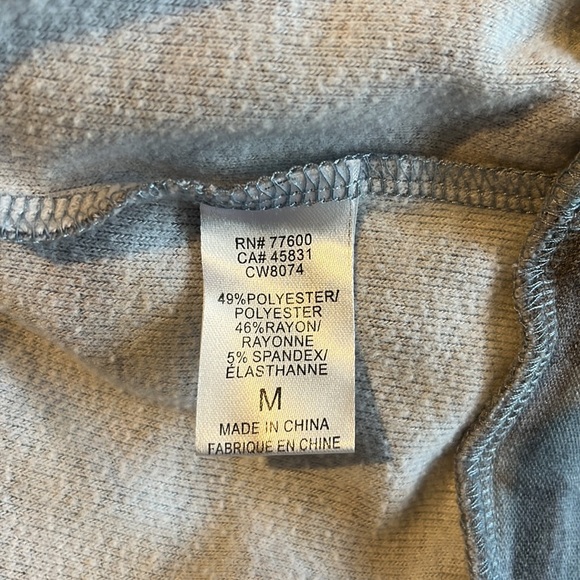 RN# 77600
CA# 45831
CW8074
49%POLYESTER/
POLYESTER
46%RAYON/
RAYONNE
5% SPANDEX/
ÉLASTHANNE
M
MADE IN CHINA
FABRIQUÉ EN CHINE